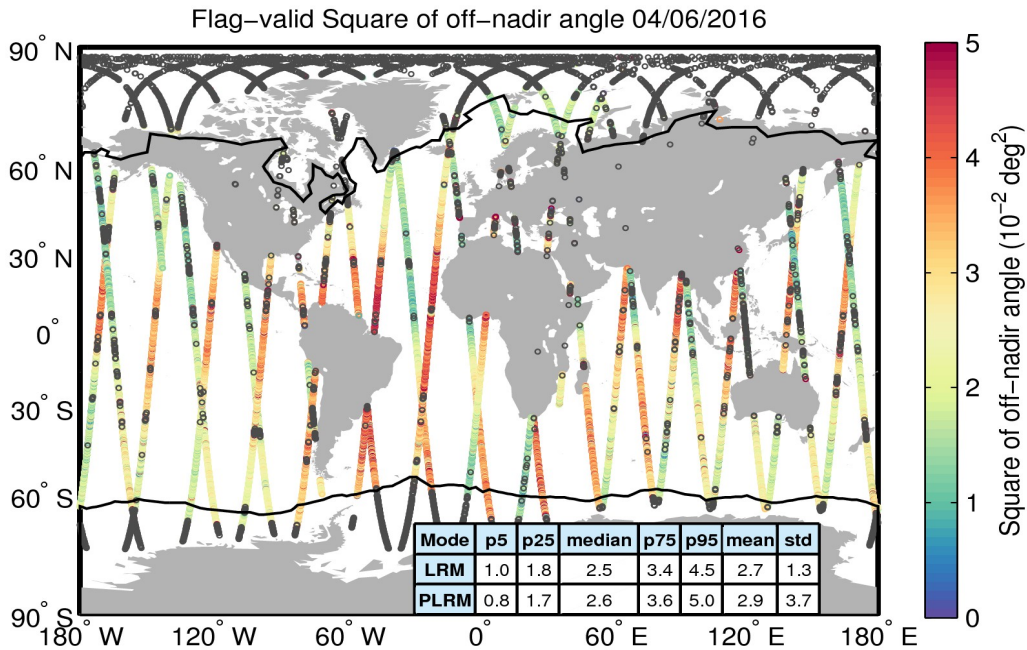 Flag−valid Square of off−nadir angle 04/06/2016
90° N
60° N
30° N
0°
30° S
60° S
90° S
180° W
120° W
60° W
0°
60° E
120° E
180° E
Mode p5 p25 median p75 p95 mean std
LRM 1.0 1.8 2.5 3.4 4.5 2.7 1.3
PLRM 0.8 1.7 2.6 3.6 5.0 2.9 3.7
5
4
3
2
1
0
Square of off−nadir angle (10⁻² deg²)